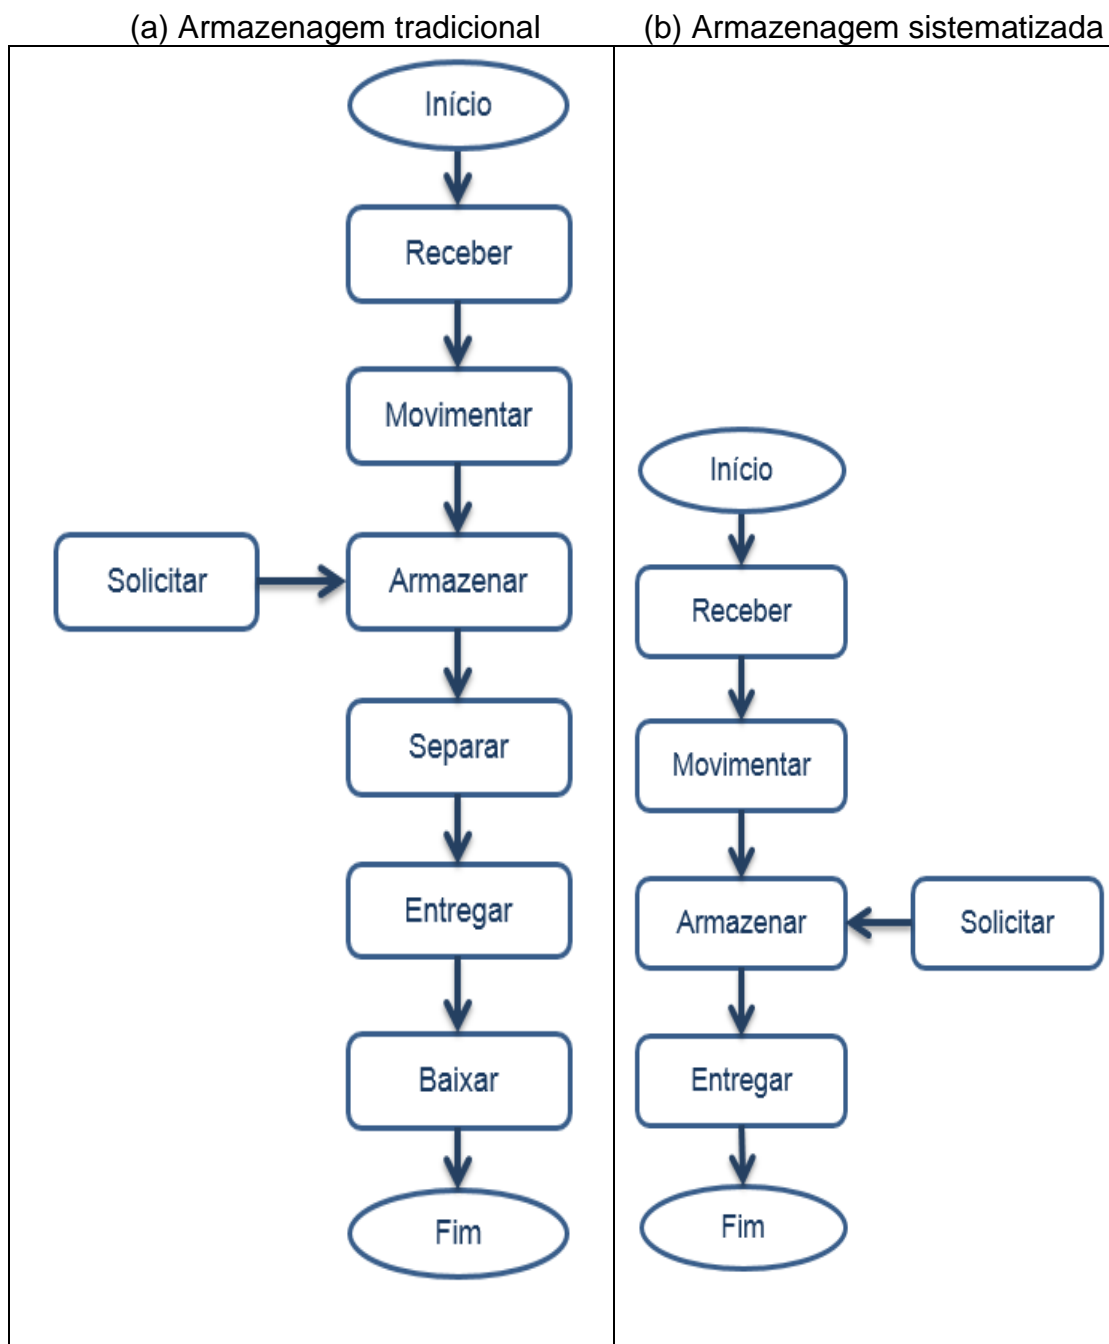 (a) Armazenagem tradicional
(b) Armazenagem sistematizada
Início
Receber
Movimentar
Solicitar
Armazenar
Separar
Entregar
Baixar
Fim
Início
Receber
Movimentar
Armazenar
Solicitar
Entregar
Fim